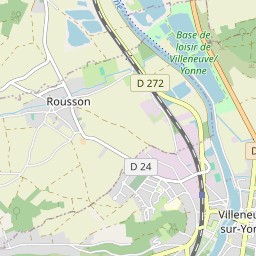 Base de
loisir de
Villeneuve/
Yonne
D 272
Rousson
D 24
D
Villeneu
sur-Yon